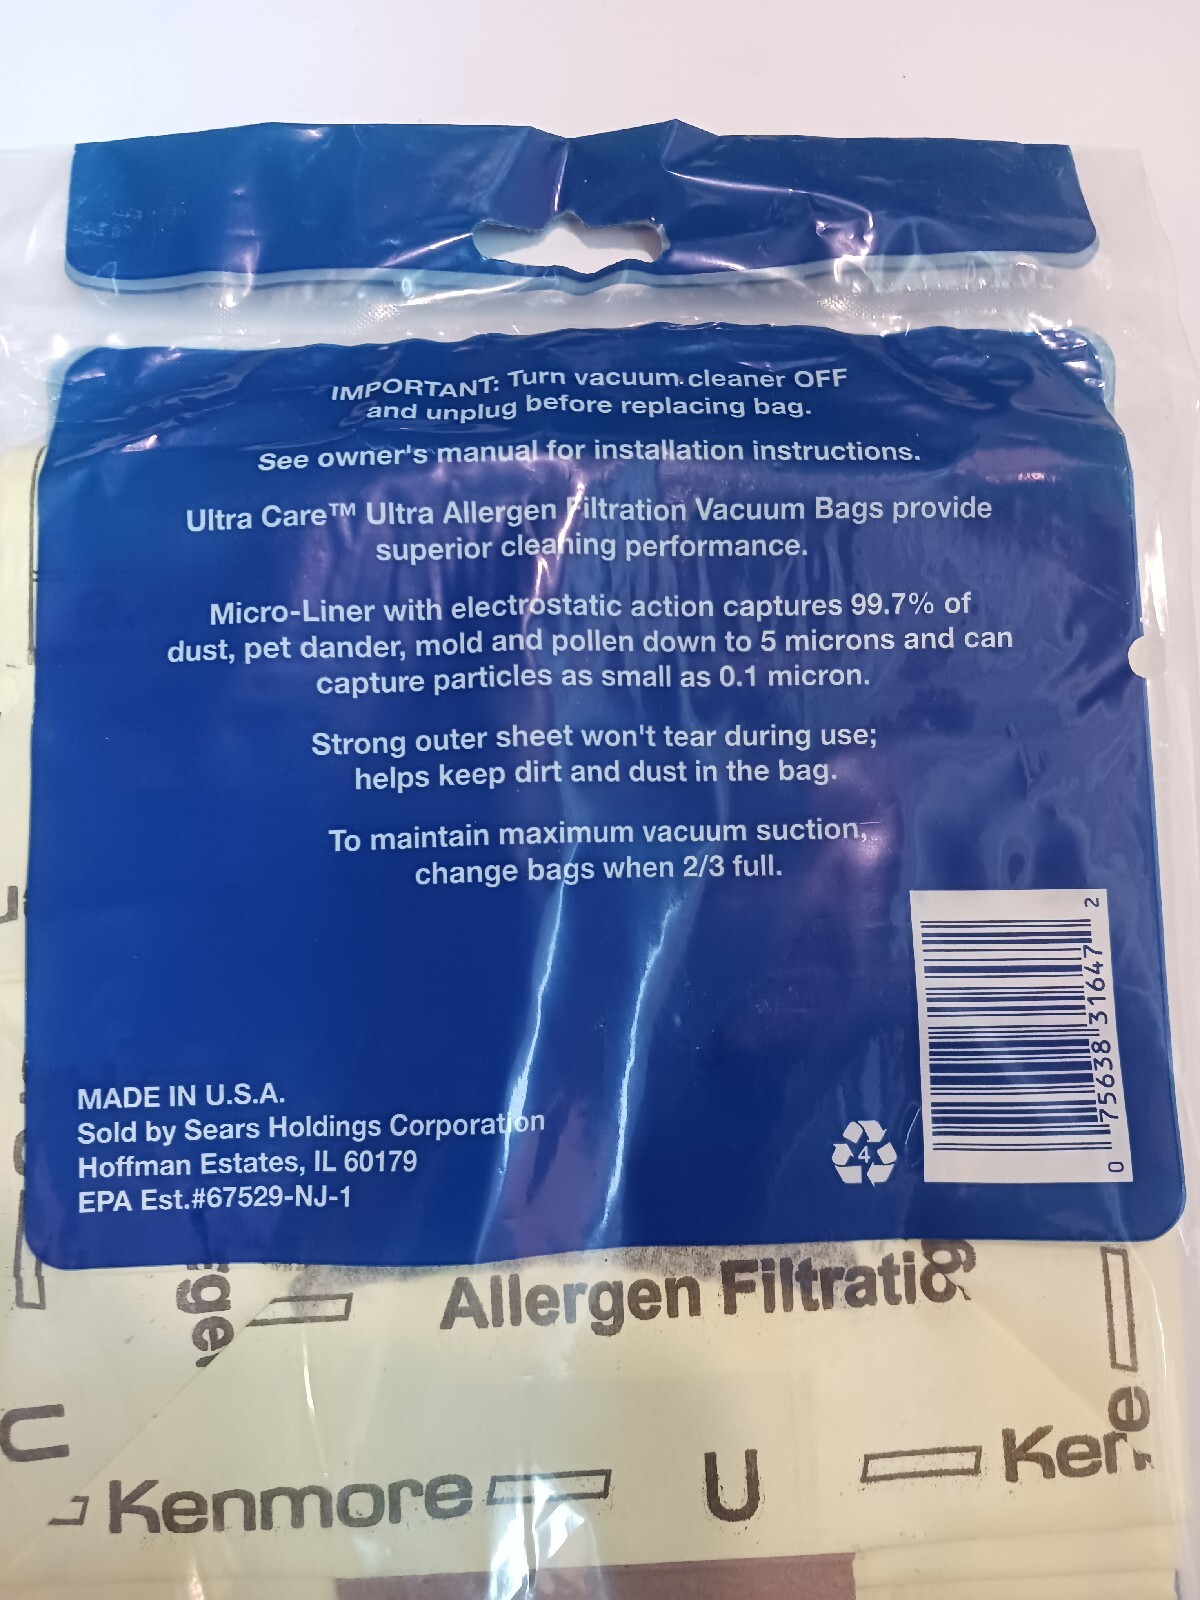 IMPORTANT: Turn vacuum cleaner OFF
and unplug before replacing bag.
See owner's manual for installation instructions.
Ultra Care™ Ultra Allergen Filtration Vacuum Bags provide
superior cleaning performance.
Micro-Liner with electrostatic action captures 99.7% of
dust, pet dander, mold and pollen down to 5 microns and can
capture particles as small as 0.1 micron.
Strong outer sheet won't tear during use;
helps keep dirt and dust in the bag.
To maintain maximum vacuum suction,
change bags when 2/3 full.
MADE IN U.S.A.
Sold by Sears Holdings Corporation
Hoffman Estates, IL 60179
EPA Est.#67529-NJ-1
4
0 75638 31647 2
Allergen Filtratio
U
Kenmore
U
Ken